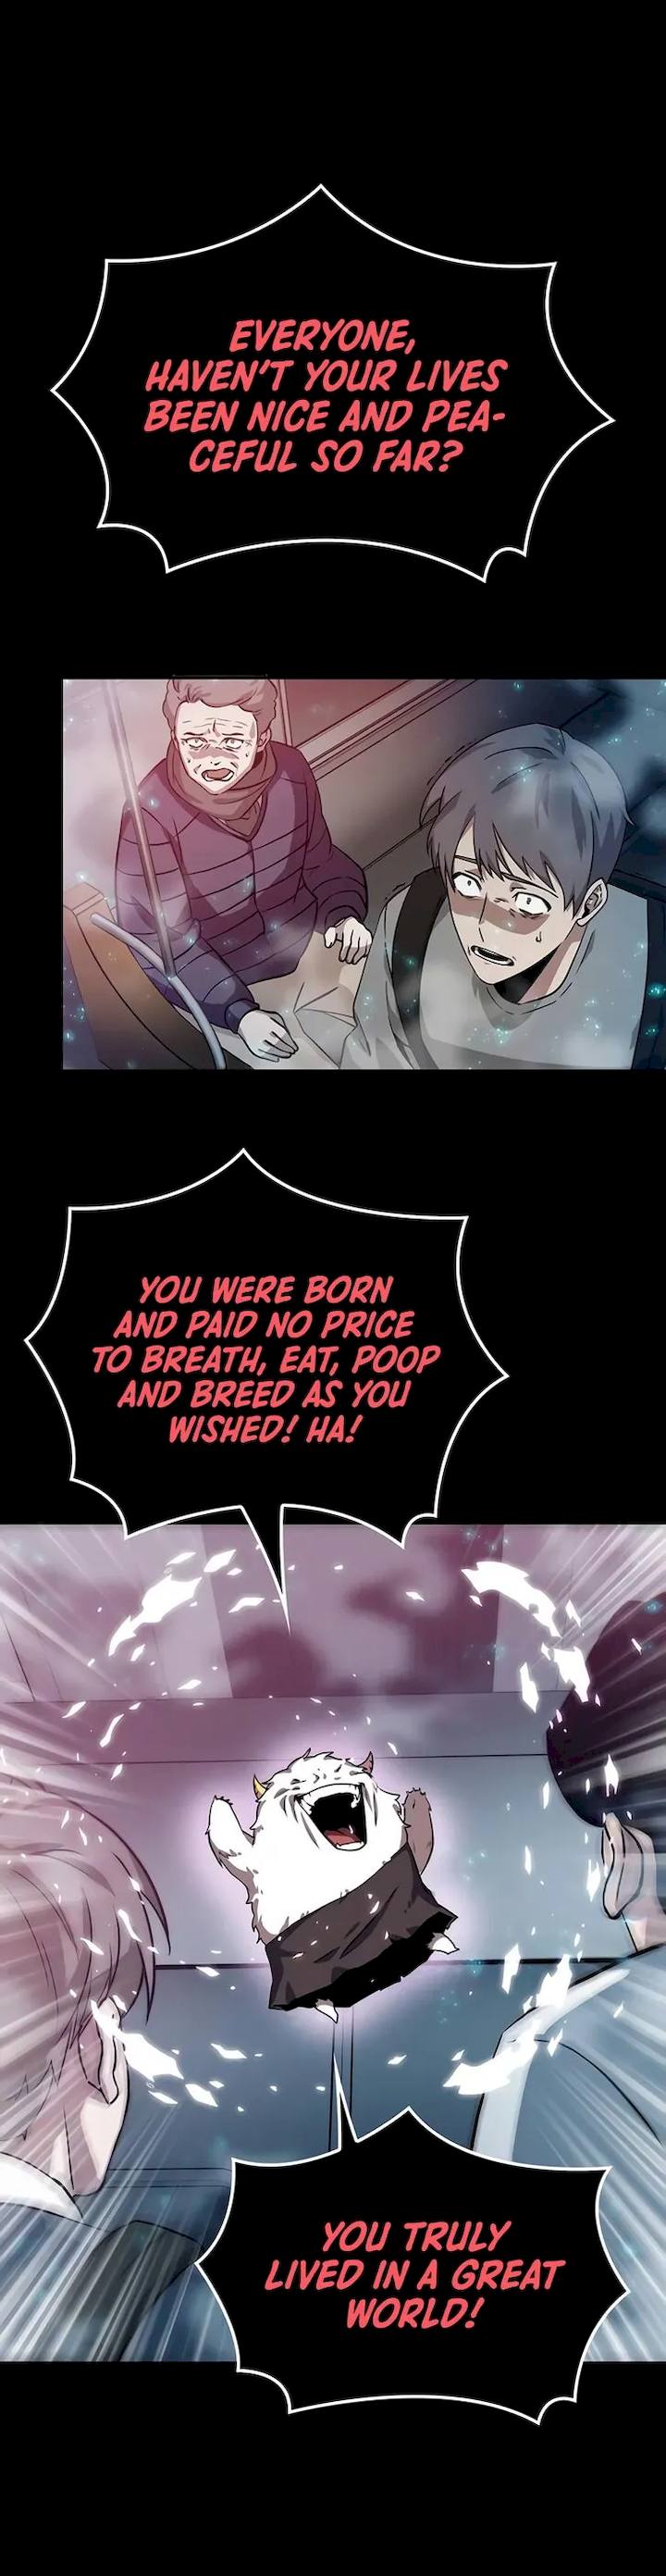 EVERYONE,
HAVEN'T YOUR LIVES
BEEN NICE AND PEA-
CEFUL SO FAR?
YOU WERE BORN
AND PAID NO PRICE
TO BREATH, EAT, POOP
AND BREED AS YOU
WISHED! HA!
YOU TRULY
LIVED IN A GREAT
WORLD!